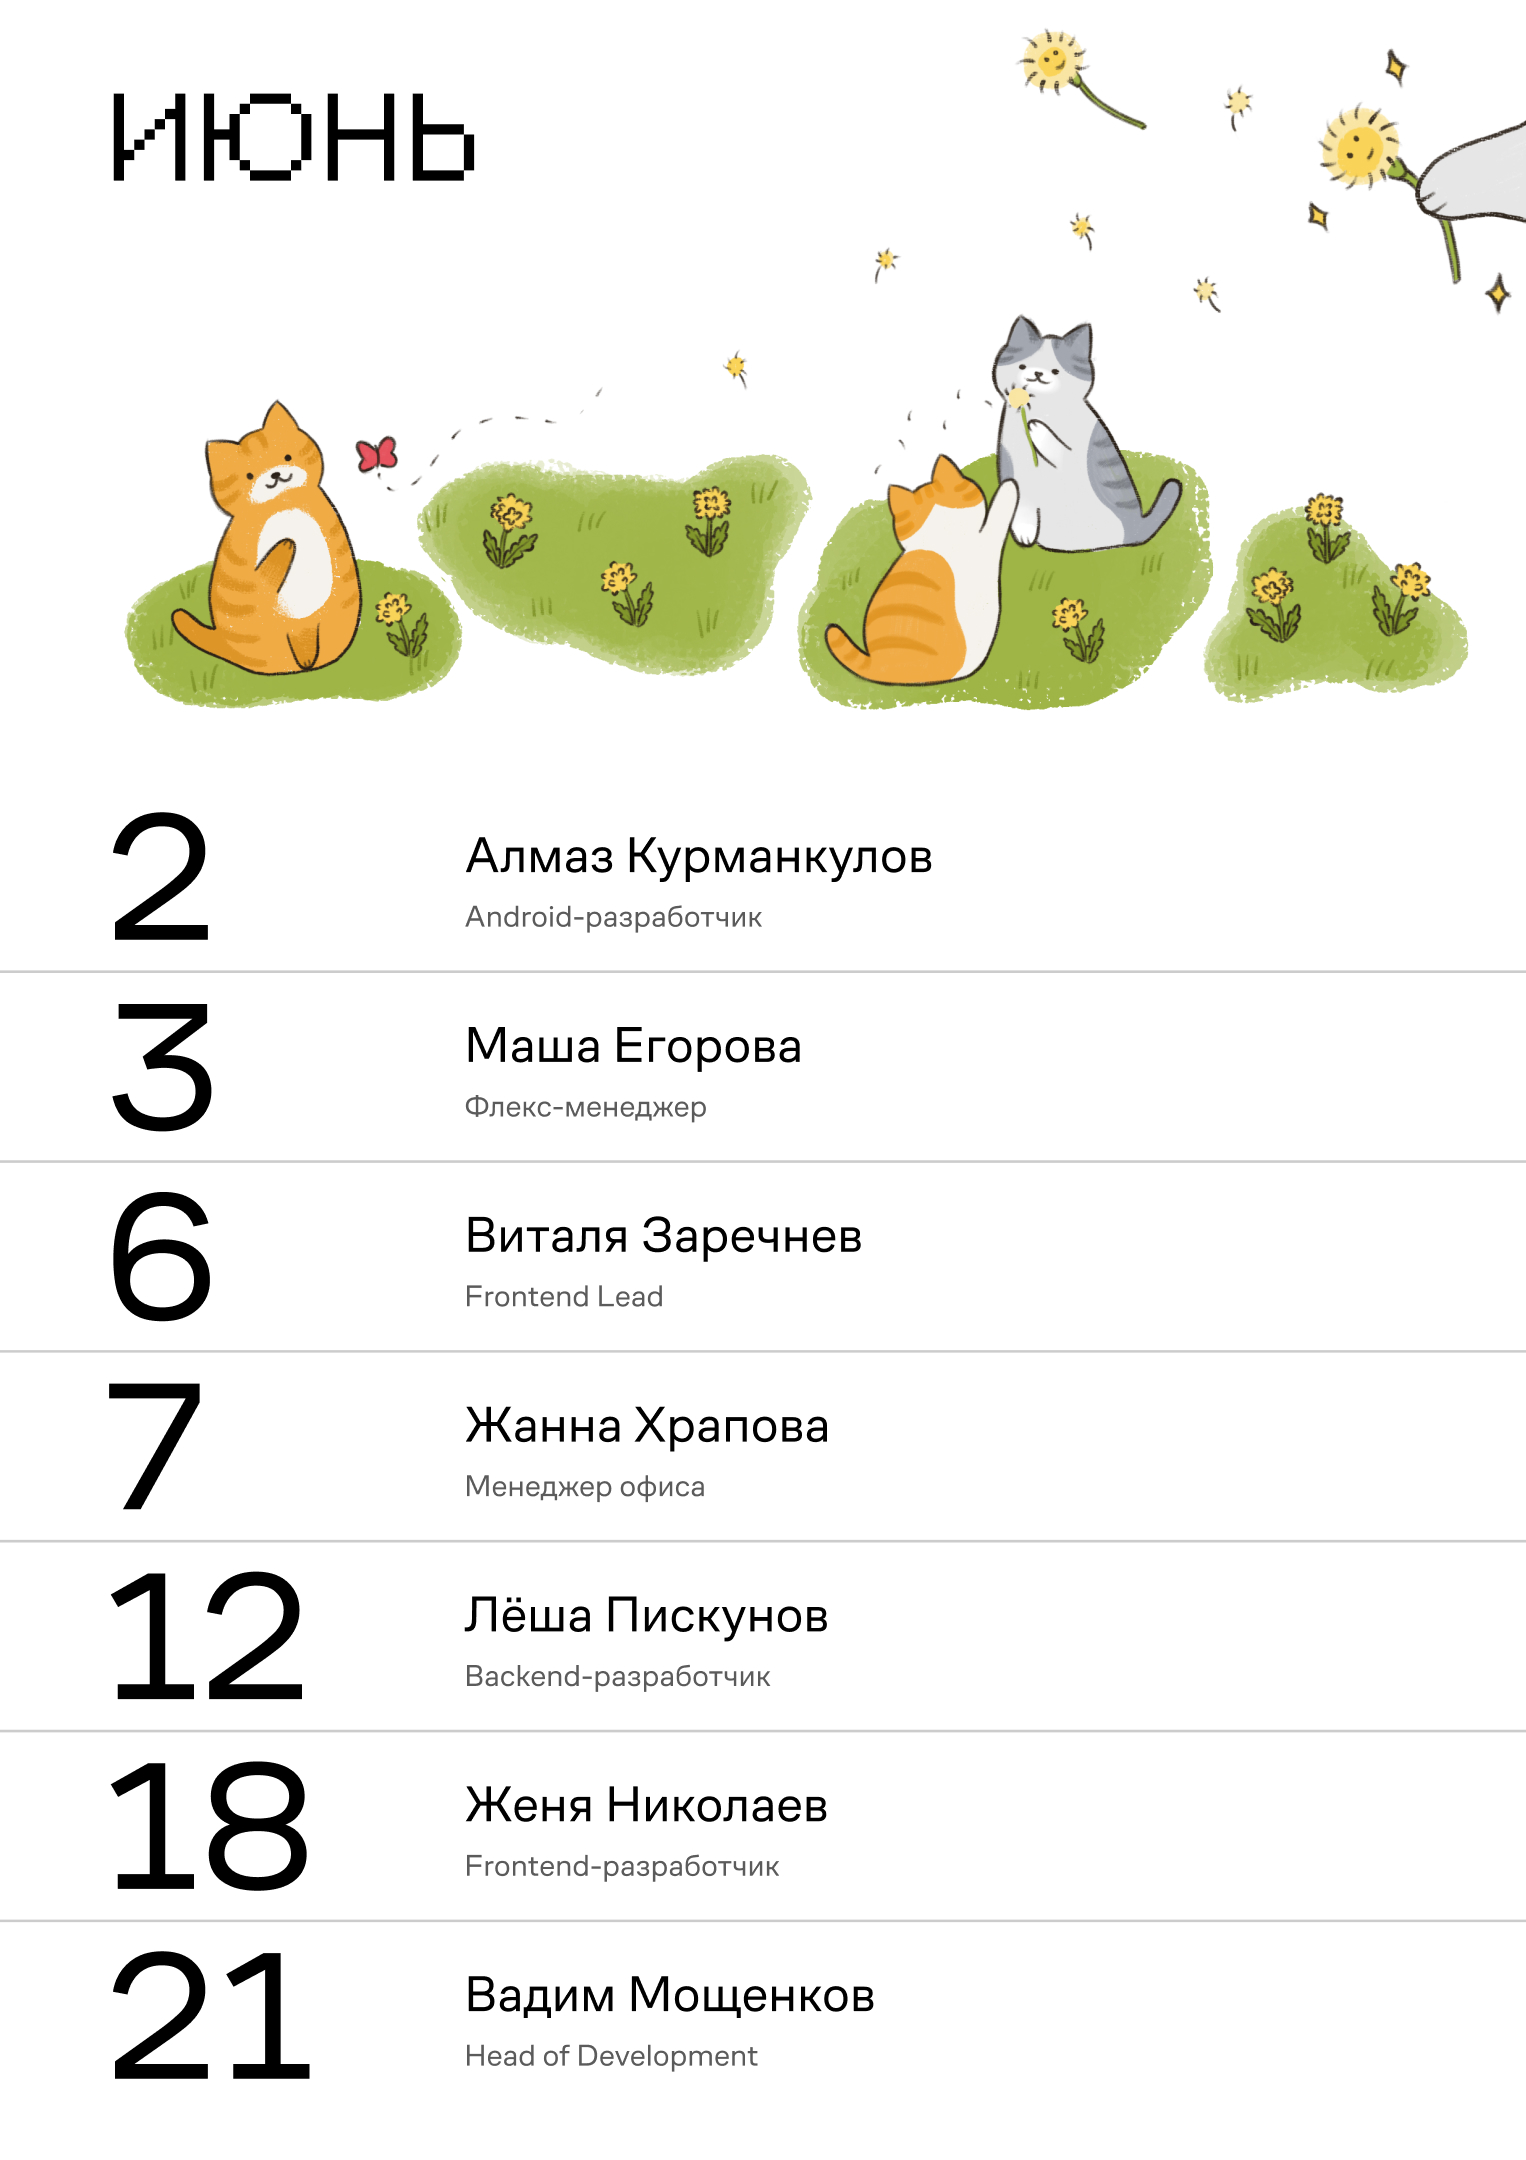 ИЮНЬ
2
Алмаз Курманкулов
Android-разработчик
3
Маша Егорова
Флекс-менеджер
6
Виталя Заречнев
Frontend Lead
7
Жанна Храпова
Менеджер офиса
12
Лёша Пискунов
Backend-разработчик
18
Женя Николаев
Frontend-разработчик
21
Вадим Мощенков
Head of Development